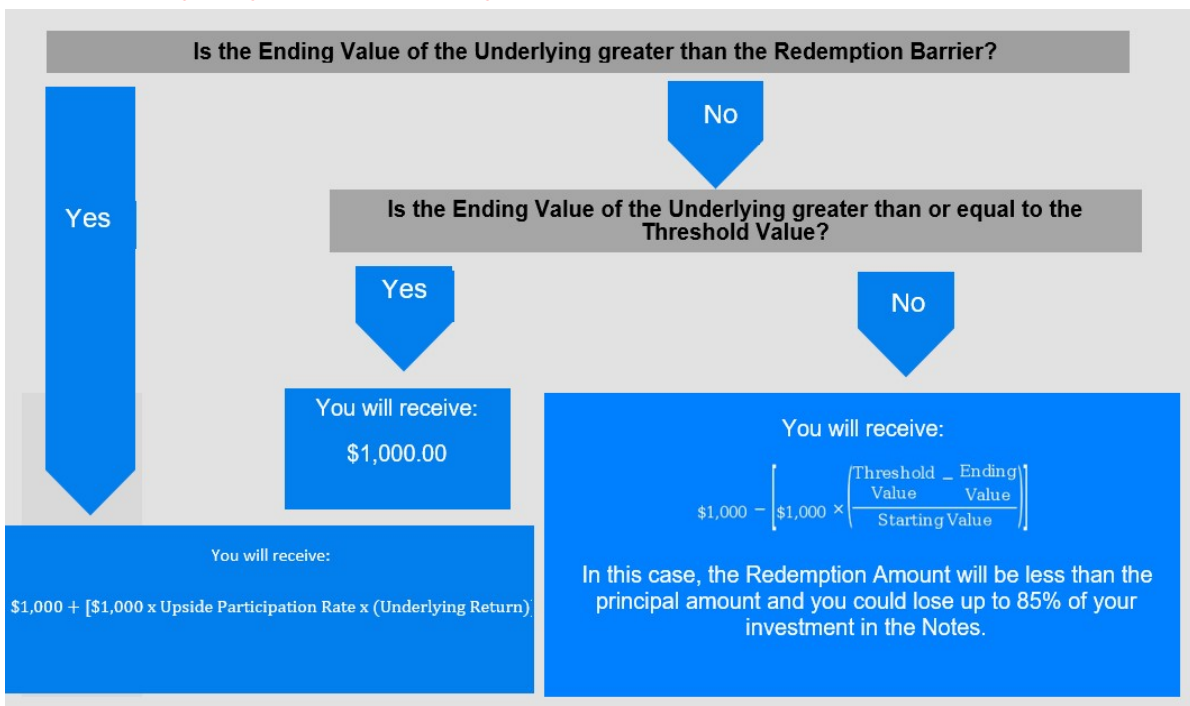 Is the Ending Value of the Underlying greater than the Redemption Barrier?
No
Yes
Is the Ending Value of the Underlying greater than or equal to the
Threshold Value?
Yes
No
You will receive:
$1,000.00
You will receive:
$1,000 − [$1,000 × (Threshold Value − Ending Value / Starting Value)]
In this case, the Redemption Amount will be less than the
principal amount and you could lose up to 85% of your
investment in the Notes.
You will receive:
$1,000 + [$1,000 x Upside Participation Rate x (Underlying Return)]